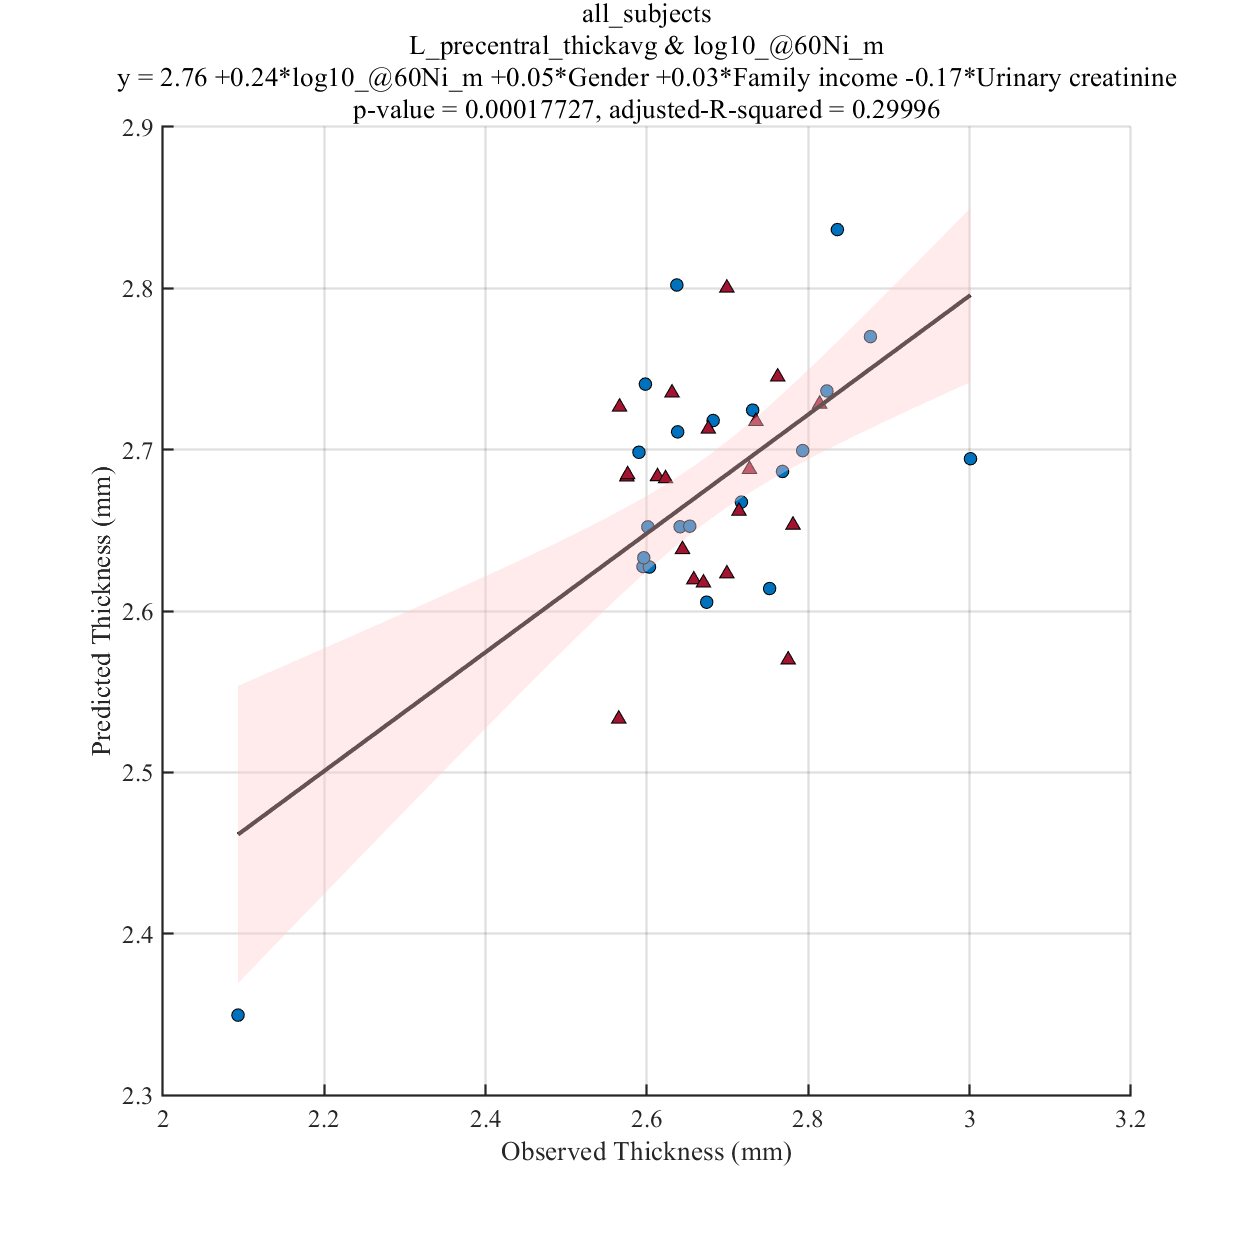 all_subjects
L_precentral_thickavg & log10_@60Ni_m
y = 2.76 +0.24*log10_@60Ni_m +0.05*Gender +0.03*Family income -0.17*Urinary creatinine
p-value = 0.00017727, adjusted-R-squared = 0.29996
2.9
2.8
2.7
2.6
2.5
2.4
2.3
Predicted Thickness (mm)
2 2.2 2.4 2.6 2.8 3 3.2
Observed Thickness (mm)